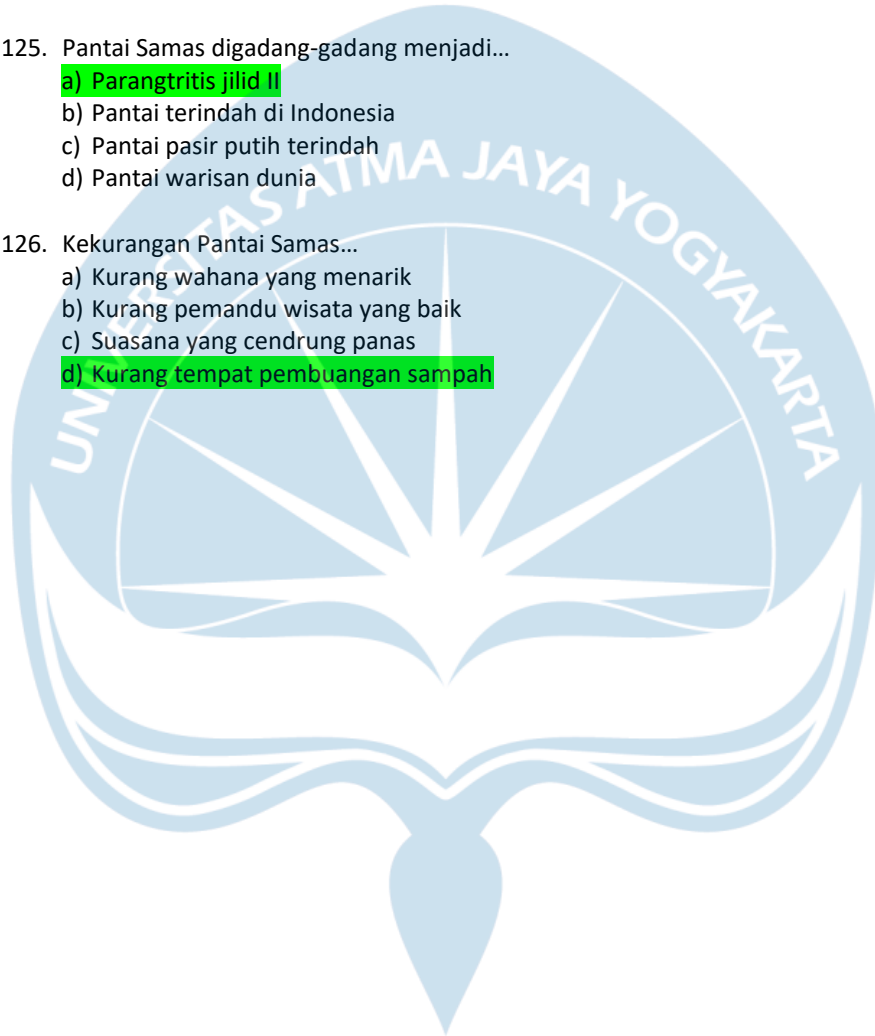 125. Pantai Samas digadang-gadang menjadi…
a) Parangtritis jilid II
b) Pantai terindah di Indonesia
c) Pantai pasir putih terindah
d) Pantai warisan dunia
126. Kekurangan Pantai Samas…
a) Kurang wahana yang menarik
b) Kurang pemandu wisata yang baik
c) Suasana yang cendrung panas
d) Kurang tempat pembuangan sampah
UNIVERSITAS ATMA JAYA YOGYAKARTA